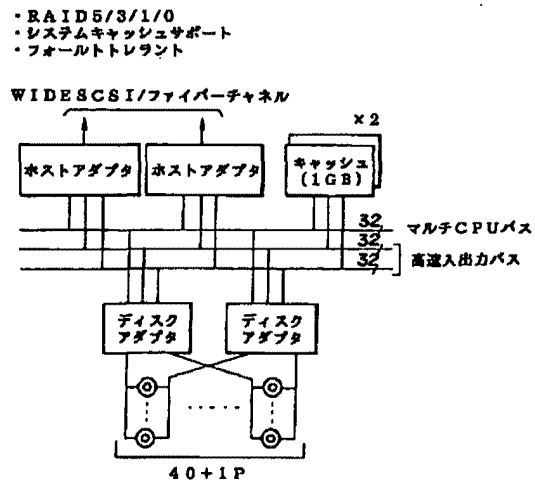 ・RAID5/3/1/0
・システムキャッシュサポート
・フォールトトレラント
WIDESCSI/ファイバーチャネル
×2
ホストアダプタ
ホストアダプタ
キャッシュ
(1GB)
32
マルチCPUバス
32
32
高速入出力バス
ディスク
アダプタ
ディスク
アダプタ
40+1P